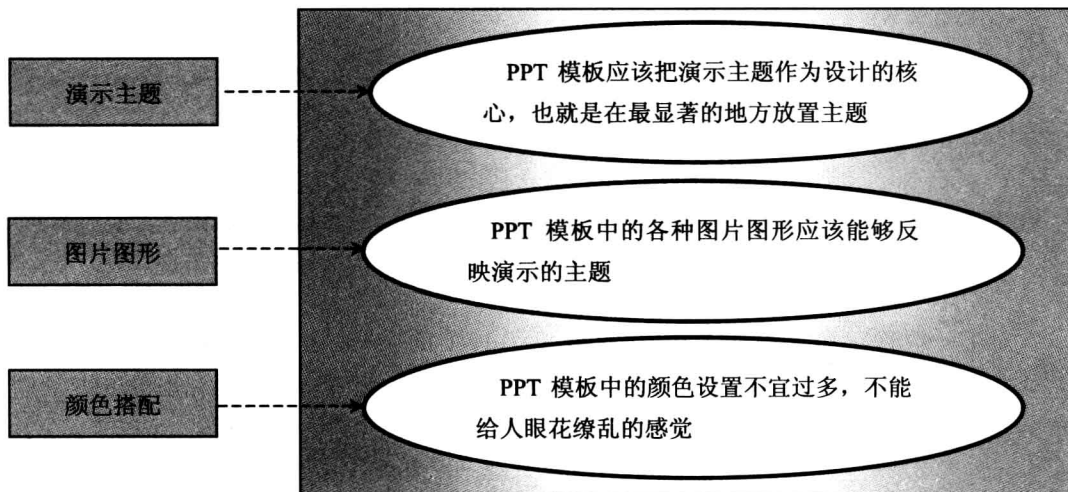 演示主题
PPT 模板应该把演示主题作为设计的核
心，也就是在最显著的地方放置主题
图片图形
PPT 模板中的各种图片图形应该能够反
映演示的主题
颜色搭配
PPT 模板中的颜色设置不宜过多，不能
给人眼花缭乱的感觉